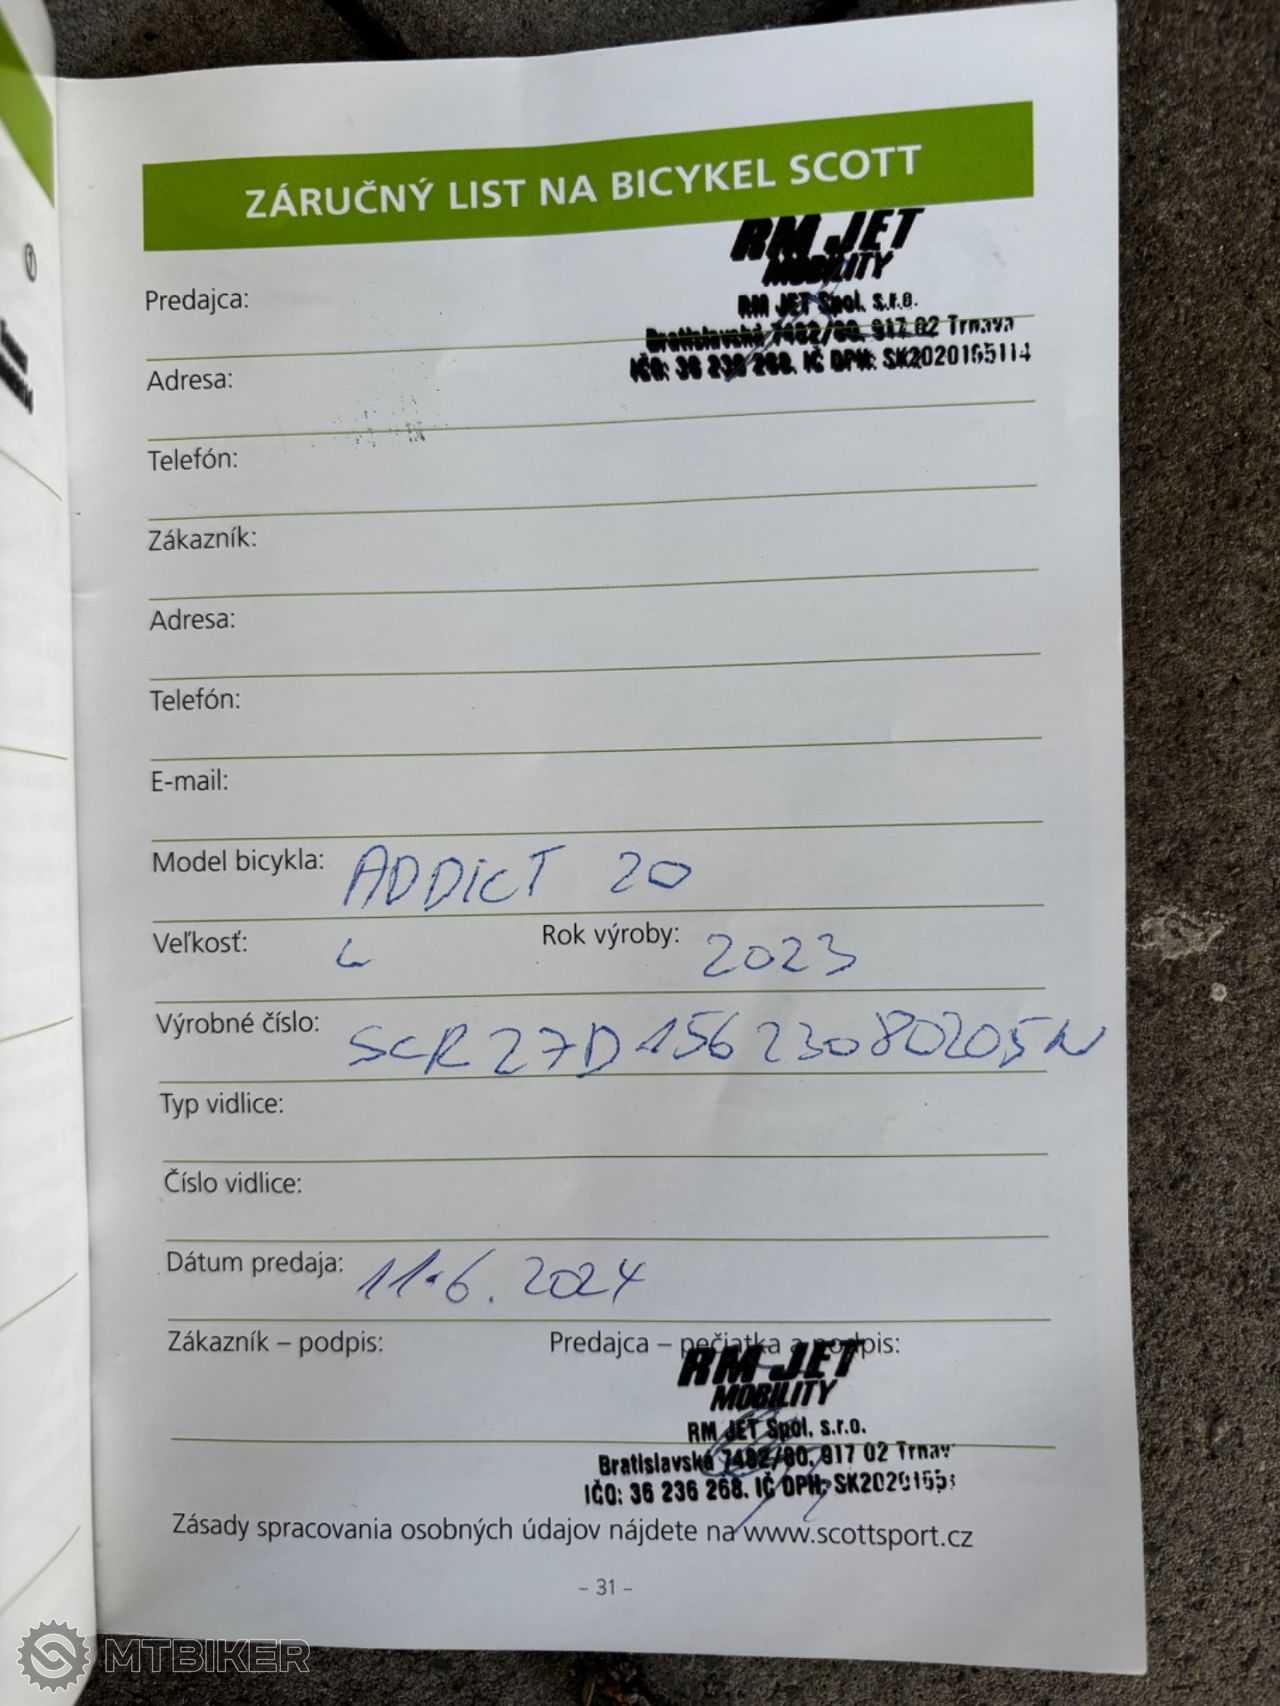 ZÁRUČNÝ LIST NA BICYKEL SCOTT
RM JET
MOBILITY
Predajca:
RM JET Spol. s.r.o.
Bratislavská 7482/80, 917 02 Trnava
Adresa:
IČO: 36 236 268, IČ DPH: SK2020165114
Telefón:
Zákazník:
Adresa:
Telefón:
E-mail:
Model bicykla: ADDICT 20
Veľkosť: L Rok výroby: 2023
Výrobné číslo: SCR27D15623080205N
Typ vidlice:
Číslo vidlice:
Dátum predaja: 11.6.2024
Zákazník – podpis: Predajca – pečiatka a podpis:
RM JET
MOBILITY
RM JET Spol. s.r.o.
Bratislavská 7482/80, 917 02 Trnav
IČO: 36 236 268, IČ DPH: SK20201655
Zásady spracovania osobných údajov nájdete na www.scottsport.cz
– 31 –
MTBIKER